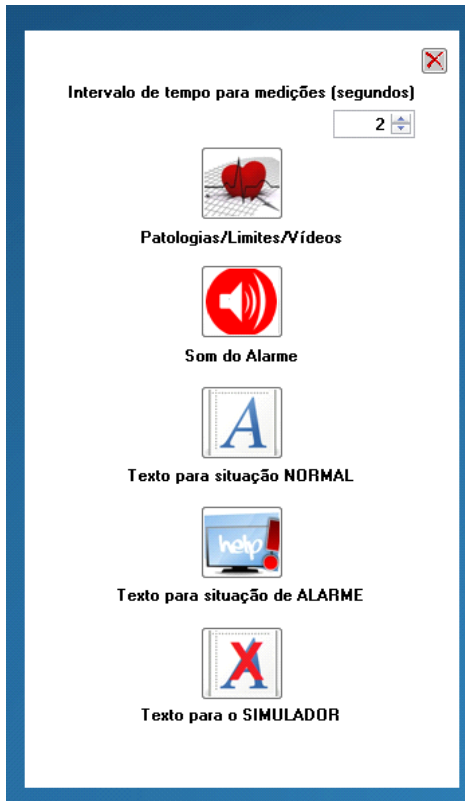 Intervalo de tempo para medições (segundos)
2
Patologias/Limites/Vídeos
Som do Alarme
A
Texto para situação NORMAL
help!
Texto para situação de ALARME
A
Texto para o SIMULADOR